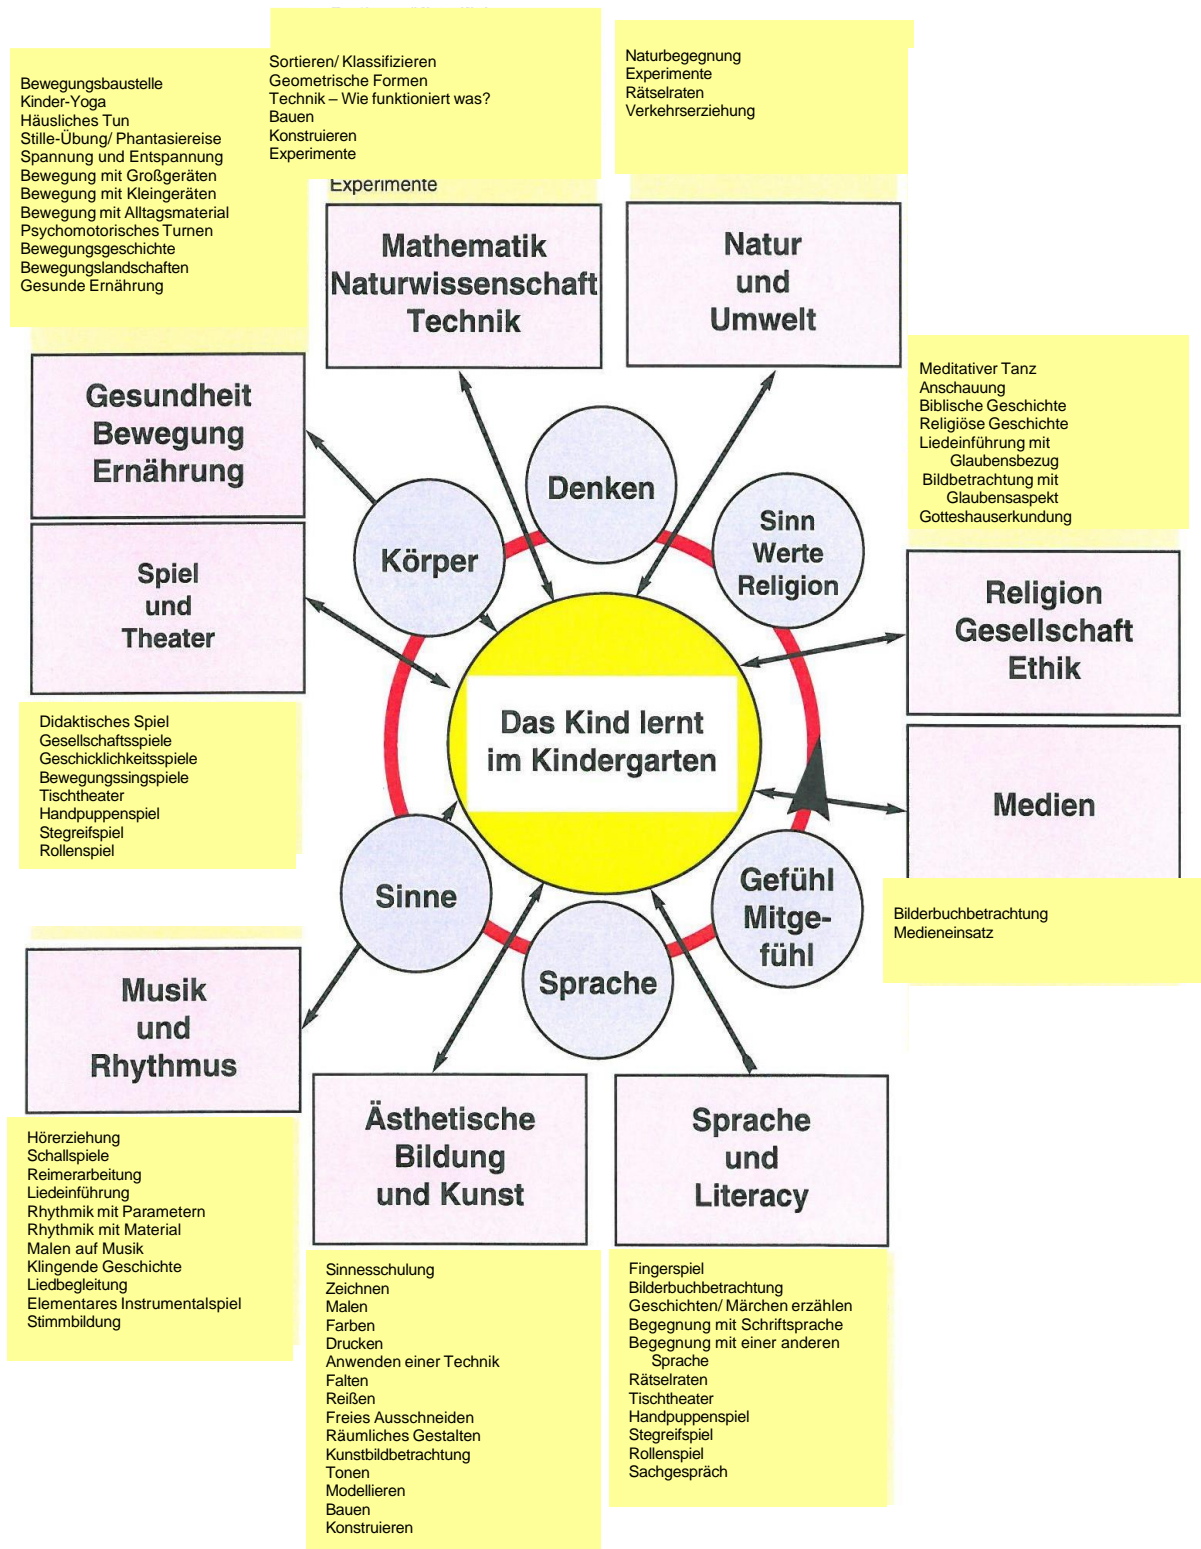 Bewegungsbaustelle
Kinder-Yoga
Häusliches Tun
Stille-Übung/ Phantasiereise
Spannung und Entspannung
Bewegung mit Großgeräten
Bewegung mit Kleingeräten
Bewegung mit Alltagsmaterial
Psychomotorisches Turnen
Bewegungsgeschichte
Bewegungslandschaften
Gesunde Ernährung
Sortieren/ Klassifizieren
Geometrische Formen
Technik – Wie funktioniert was?
Bauen
Konstruieren
Experimente
Experimente
Naturbegegnung
Experimente
Rätselraten
Verkehrserziehung
Mathematik
Naturwissenschaft
Technik
Natur
und
Umwelt
Gesundheit
Bewegung
Ernährung
Meditativer Tanz
Anschauung
Biblische Geschichte
Religiöse Geschichte
Liedeinführung mit
Glaubensbezug
Bildbetrachtung mit
Glaubensaspekt
Gotteshauserkundung
Denken
Körper
Sinn
Werte
Religion
Spiel
und
Theater
Religion
Gesellschaft
Ethik
Das Kind lernt
im Kindergarten
Didaktisches Spiel
Gesellschaftsspiele
Geschicklichkeitsspiele
Bewegungssingspiele
Tischtheater
Handpuppenspiel
Stegreifspiel
Rollenspiel
Medien
Sinne
Gefühl
Mitge-
fühl
Sprache
Bilderbuchbetrachtung
Medieneinsatz
Musik
und
Rhythmus
Ästhetische
Bildung
und Kunst
Sprache
und
Literacy
Hörerziehung
Schallspiele
Reimerarbeitung
Liedeinführung
Rhythmik mit Parametern
Rhythmik mit Material
Malen auf Musik
Klingende Geschichte
Liedbegleitung
Elementares Instrumentalspiel
Stimmbildung
Sinnesschulung
Zeichnen
Malen
Farben
Drucken
Anwenden einer Technik
Falten
Reißen
Freies Ausschneiden
Räumliches Gestalten
Kunstbildbetrachtung
Tonen
Modellieren
Bauen
Konstruieren
Fingerspiel
Bilderbuchbetrachtung
Geschichten/ Märchen erzählen
Begegnung mit Schriftsprache
Begegnung mit einer anderen
Sprache
Rätselraten
Tischtheater
Handpuppenspiel
Stegreifspiel
Rollenspiel
Sachgespräch